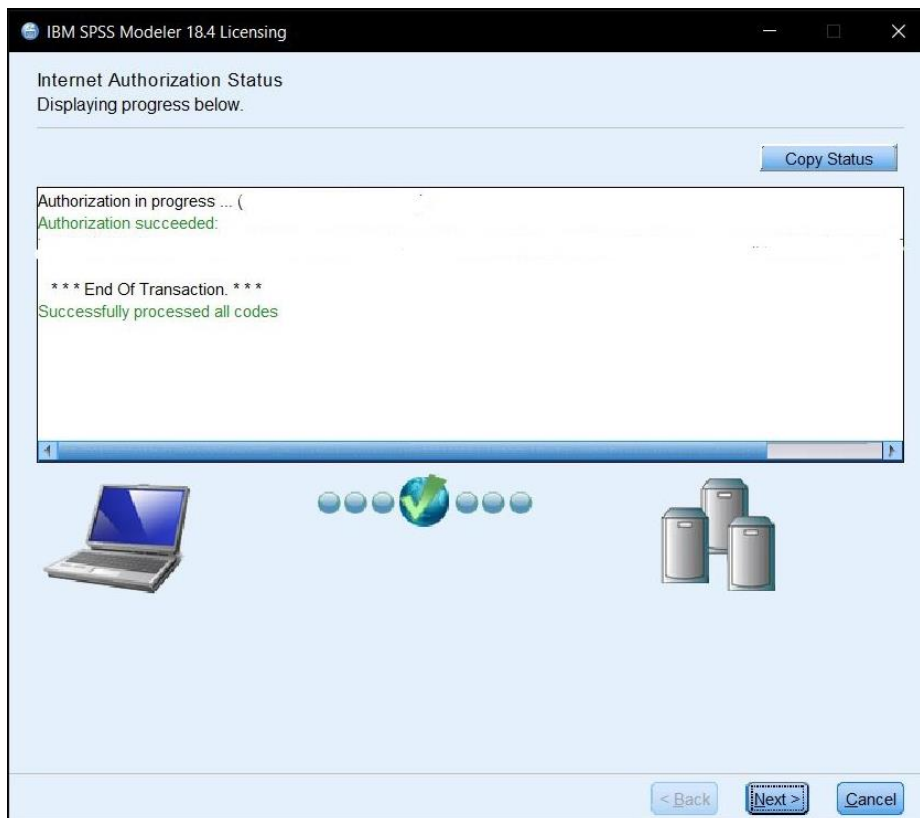 IBM SPSS Modeler 18.4 Licensing
Internet Authorization Status
Displaying progress below.
Copy Status
Authorization in progress ... (
Authorization succeeded:
* * * End Of Transaction. * * *
Successfully processed all codes
< Back
Next >
Cancel